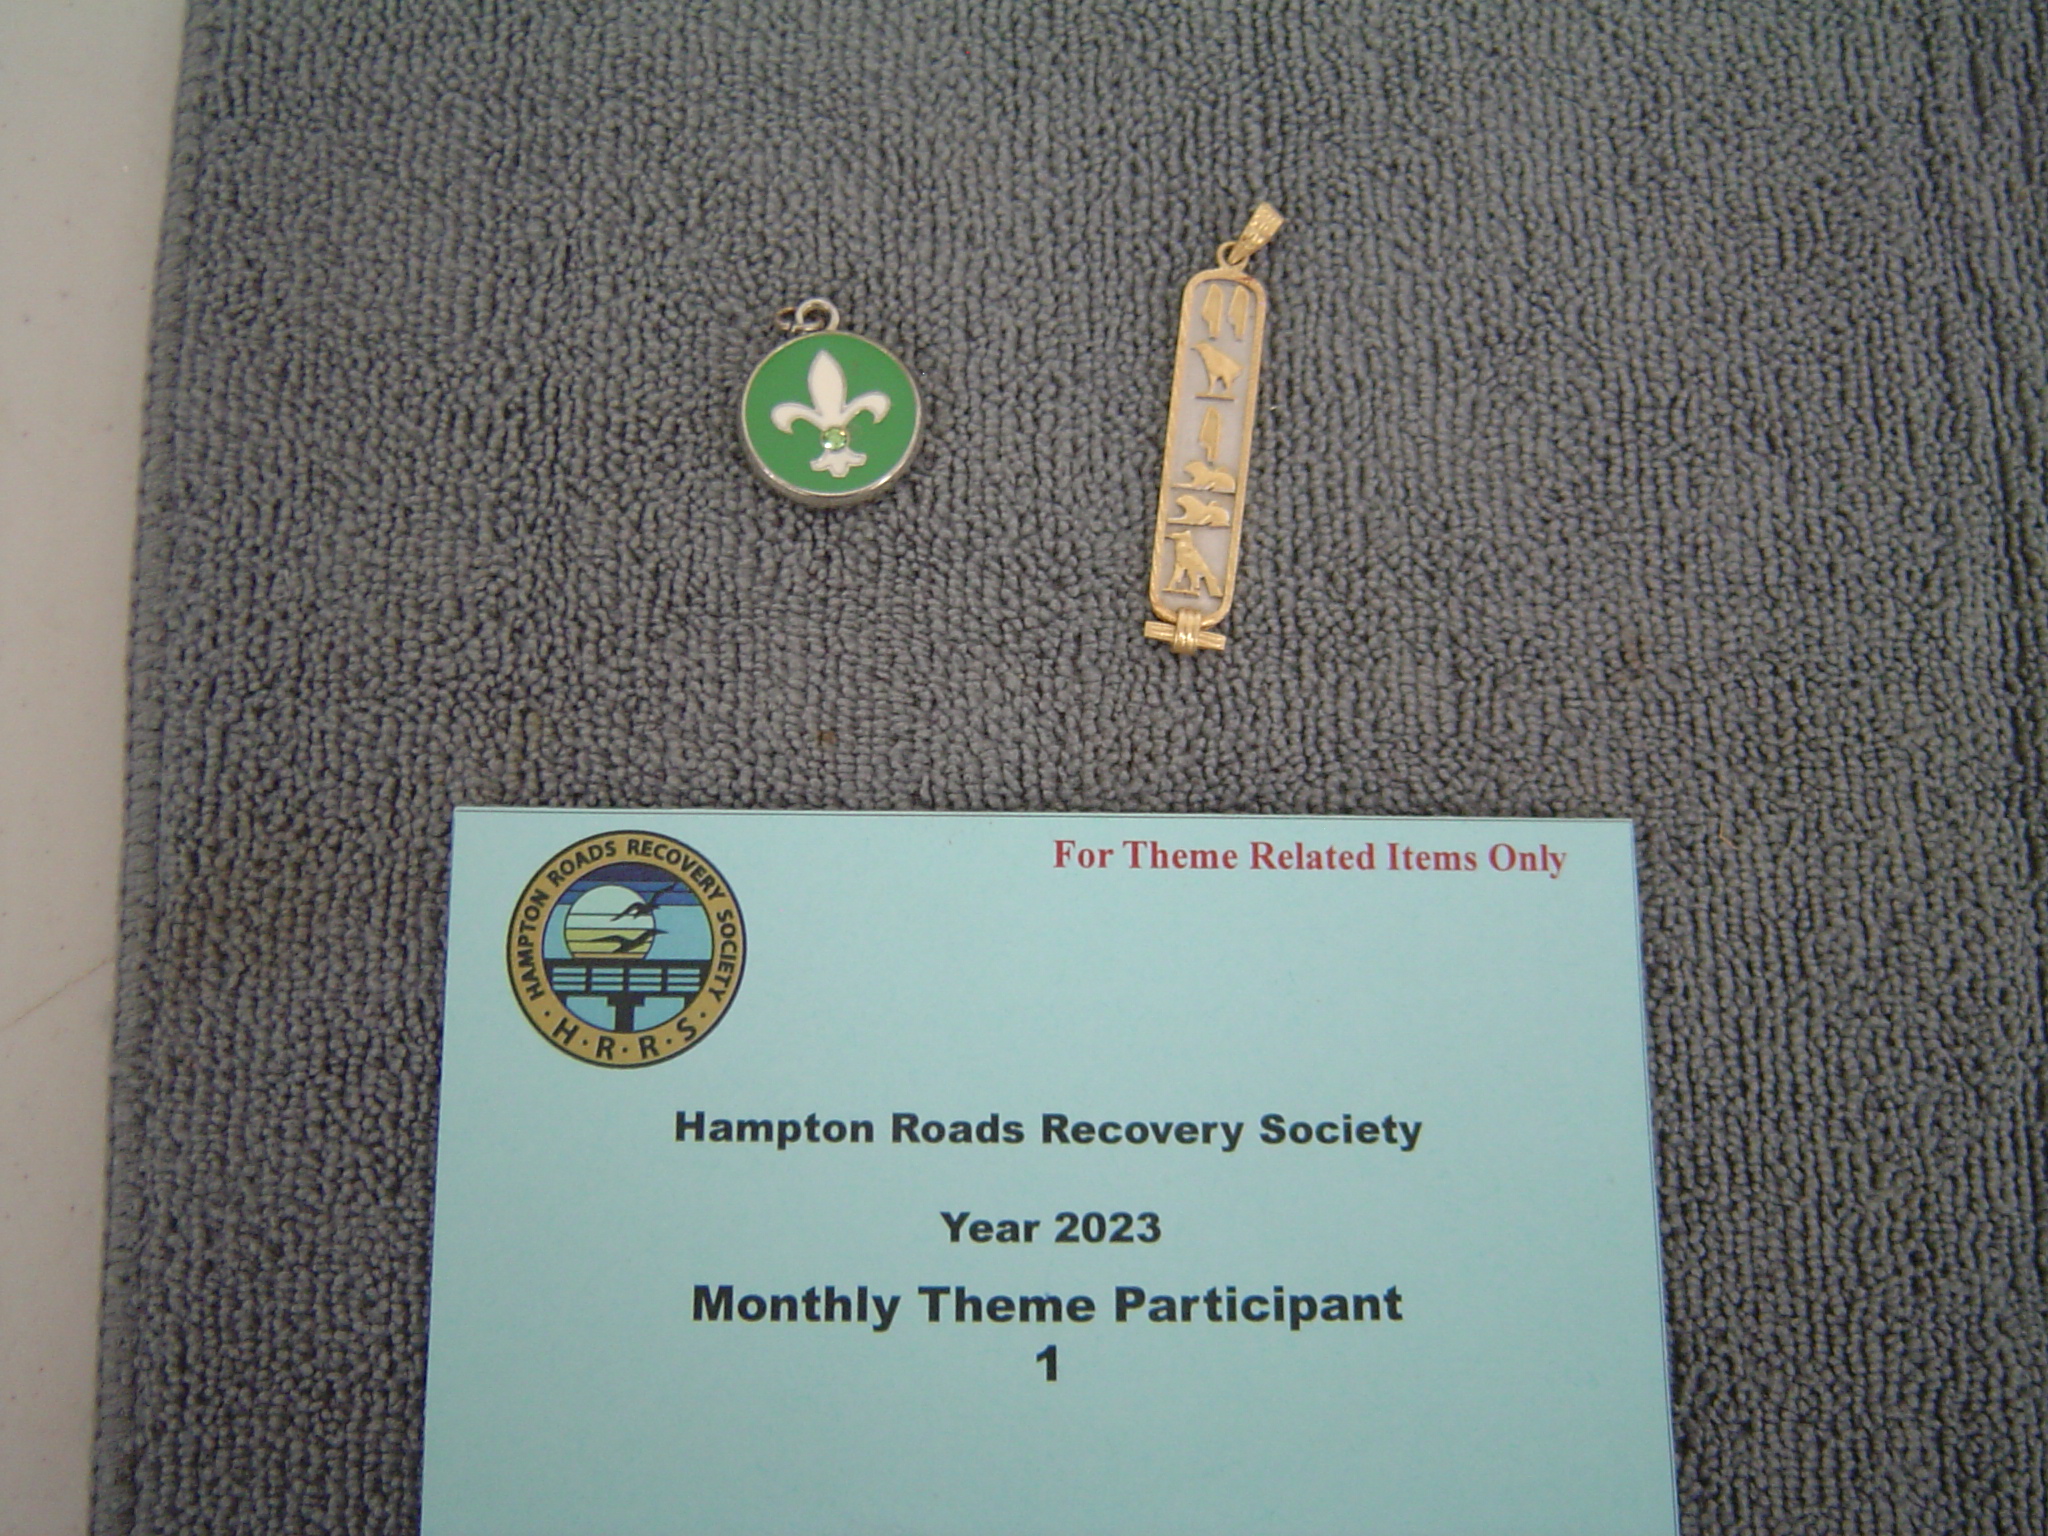 For Theme Related Items Only
HAMPTON ROADS RECOVERY SOCIETY
· H · R · R · S ·
Hampton Roads Recovery Society
Year 2023
Monthly Theme Participant
1